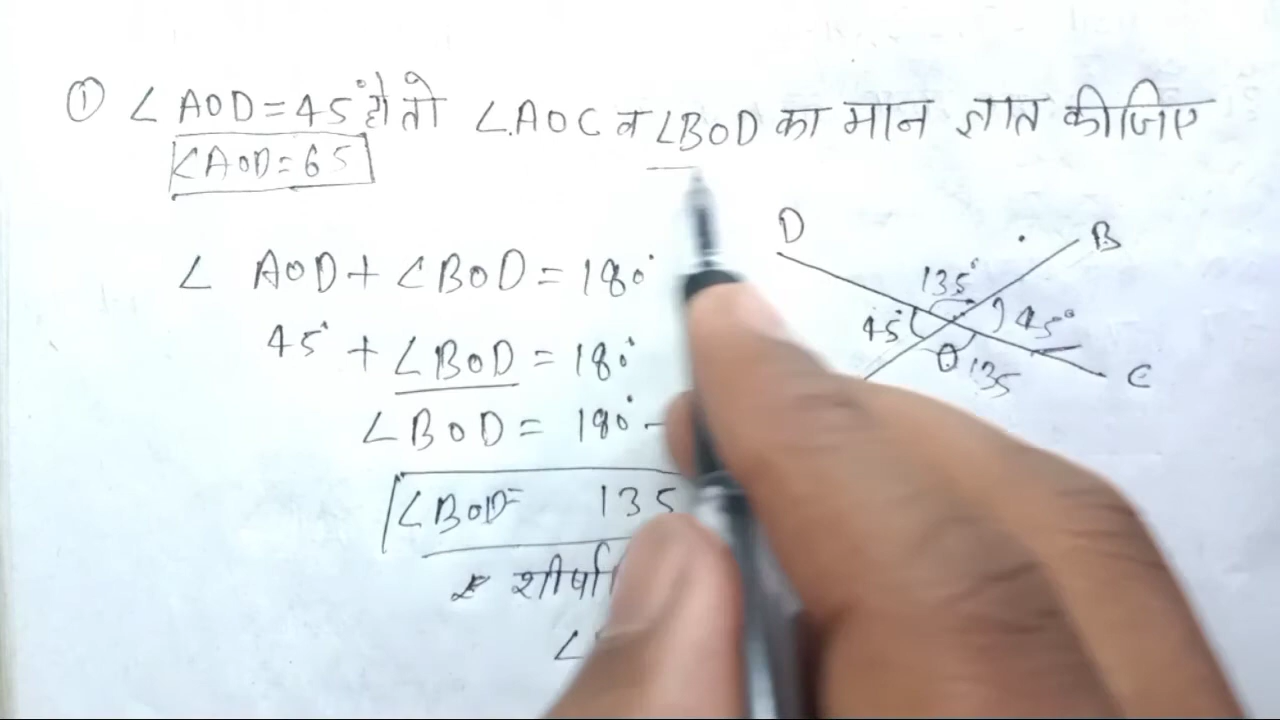 ① ∠AOD=45° हो तो ∠AOC व ∠BOD का मान ज्ञात कीजिए
∠AOD=65
∠ AOD+ ∠BOD=180°
45° + ∠BOD = 180°
∠BOD= 180° -
∠BOD= 135
∠
D
B
135°
45°
45°
O
135
C